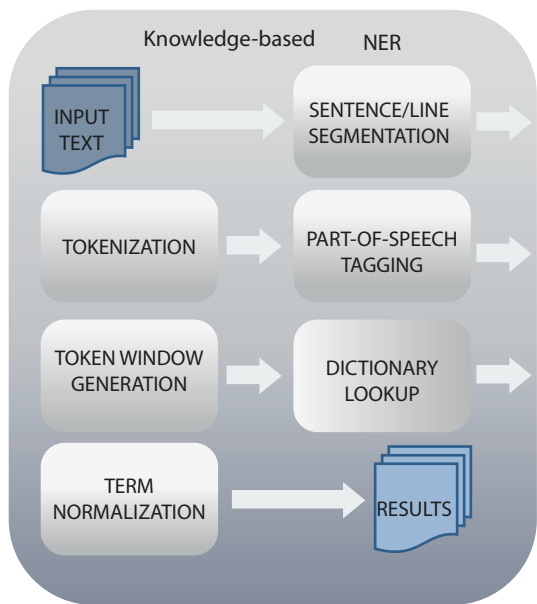 Knowledge-based NER
INPUT
TEXT
SENTENCE/LINE
SEGMENTATION
TOKENIZATION
PART-OF-SPEECH
TAGGING
TOKEN WINDOW
GENERATION
DICTIONARY
LOOKUP
TERM
NORMALIZATION
RESULTS